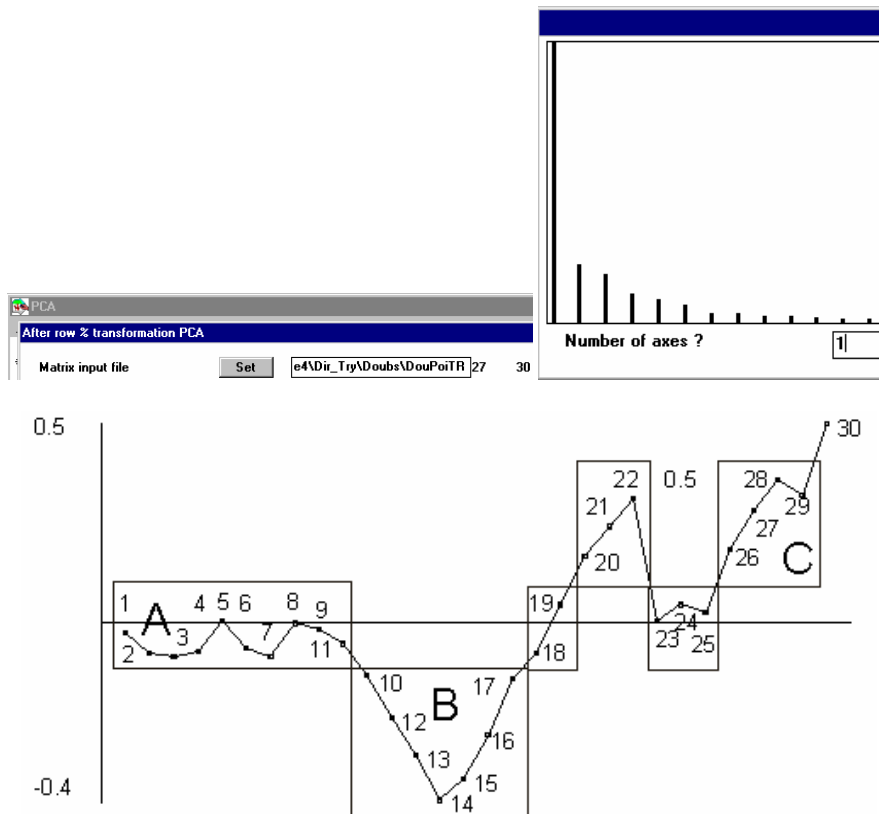 PCA
After row % transformation PCA
Matrix input file Set e4\Dir_Try\Doubs\DouPoiTR 27 30
Number of axes ? 1
0.5
30
22 0.5 28
21 29
27
20 26
C
1 4 5 6 8 9 19
A
2 3 7 11 18 23 24 25
10 17
B
12
16
13
15
-0.4
14